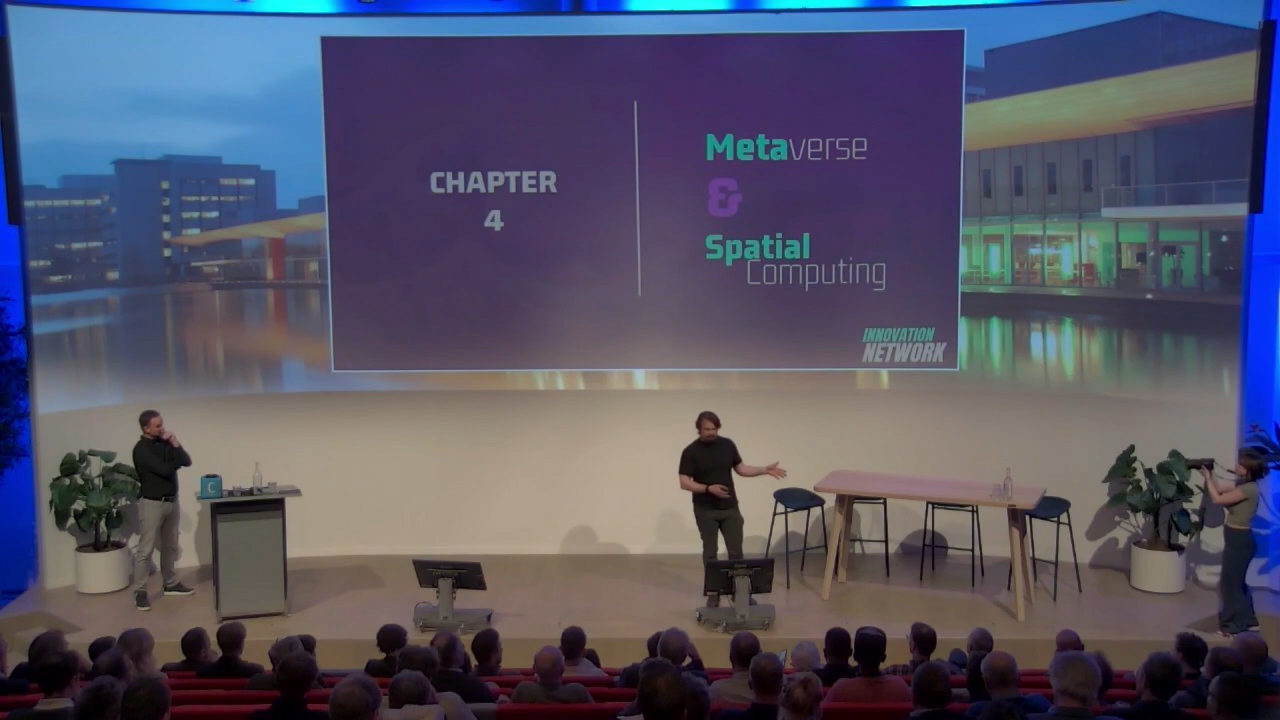 CHAPTER
4
Metaverse
&
Spatial
Computing
INNOVATION
NETWORK
C